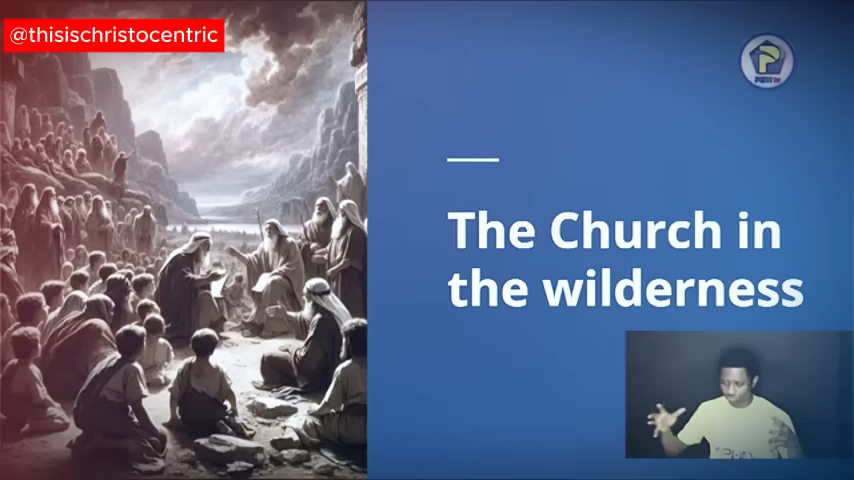 @thisischristocentric
P
The Church in
the wilderness